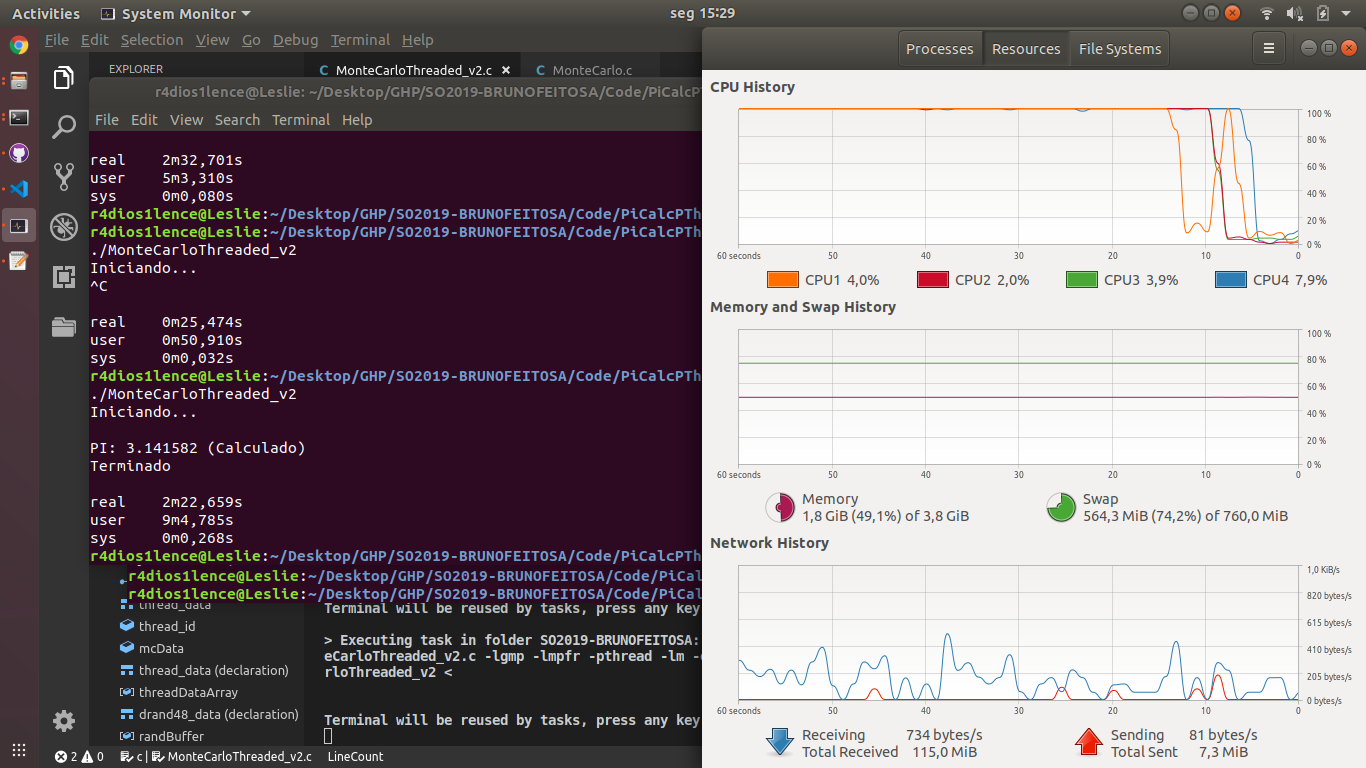 Activities
System Monitor
seg 15:29
File Edit Selection View Go Debug Terminal Help
EXPLORER
MonteCarloThreaded_v2.c
MonteCarlo.c
r4dios1lence@Leslie: ~/Desktop/GHP/SO2019-BRUNOFEITOSA/Code/PiCalcPT
File Edit View Search Terminal Help
real 2m32,701s
user 5m3,310s
sys 0m0,080s
r4dios1lence@Leslie:~/Desktop/GHP/SO2019-BRUNOFEITOSA/Code/PiCalcPTh
r4dios1lence@Leslie:~/Desktop/GHP/SO2019-BRUNOFEITOSA/Code/PiCalcPTh
./MonteCarloThreaded_v2
Iniciando...
^C
real 0m25,474s
user 0m50,910s
sys 0m0,032s
r4dios1lence@Leslie:~/Desktop/GHP/SO2019-BRUNOFEITOSA/Code/PiCalcPTh
./MonteCarloThreaded_v2
Iniciando...
PI: 3.141582 (Calculado)
Terminado
real 2m22,659s
user 9m4,785s
sys 0m0,268s
r4dios1lence@Leslie:~/Desktop/GHP/SO2019-BRUNOFEITOSA/Code/PiCalcPTh
r4dios1lence@Leslie:~/Desktop/GHP/SO2019-BRUNOFEITOSA/Code/PiCal
r4dios1lence@Leslie:~/Desktop/GHP/SO2019-BRUNOFEITOSA/Code/PiCal
thread_data
thread_id
mcData
thread_data (declaration)
threadDataArray
drand48_data (declaration)
randBuffer
Terminal will be reused by tasks, press any key
> Executing task in folder SO2019-BRUNOFEITOSA:
eCarloThreaded_v2.c -lgmp -lmpfr -pthread -lm -
rloThreaded_v2 <
Terminal will be reused by tasks, press any key
2 0 c | MonteCarloThreaded_v2.c LineCount
Processes Resources File Systems
CPU History
100 %
80 %
60 %
40 %
20 %
0 %
60 seconds 50 40 30 20 10 0
CPU1 4,0% CPU2 2,0% CPU3 3,9% CPU4 7,9%
Memory and Swap History
100 %
80 %
60 %
40 %
20 %
0 %
60 seconds 50 40 30 20 10 0
Memory
1,8 GiB (49,1%) of 3,8 GiB
Swap
564,3 MiB (74,2%) of 760,0 MiB
Network History
1,0 KiB/s
820 bytes/s
615 bytes/s
410 bytes/s
205 bytes/s
0 bytes/s
60 seconds 50 40 30 20 10 0
Receiving 734 bytes/s
Total Received 115,0 MiB
Sending 81 bytes/s
Total Sent 7,3 MiB